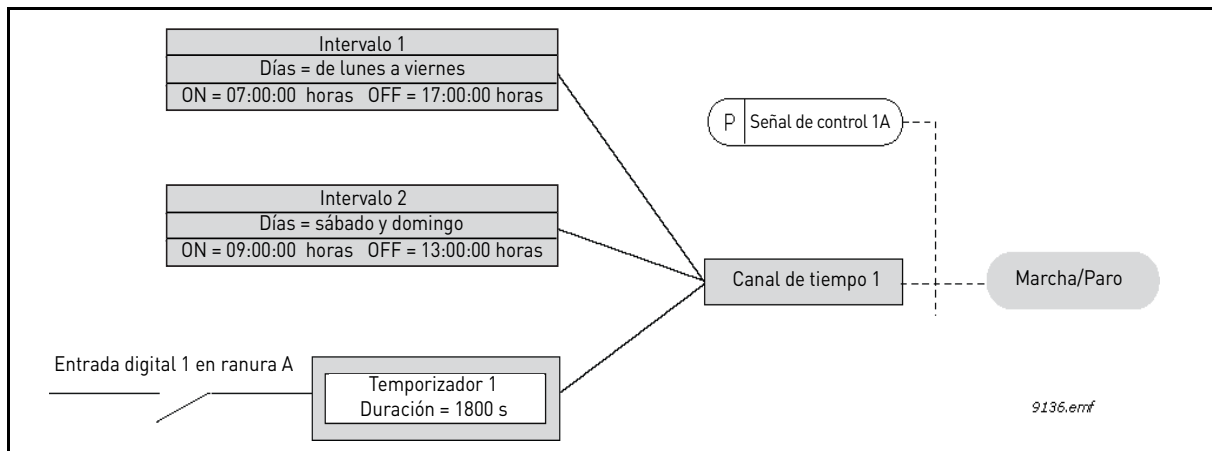 Intervalo 1
Días = de lunes a viernes
ON = 07:00:00 horas OFF = 17:00:00 horas
P Señal de control 1A
Intervalo 2
Días = sábado y domingo
ON = 09:00:00 horas OFF = 13:00:00 horas
Canal de tiempo 1
Marcha/Paro
Entrada digital 1 en ranura A
Temporizador 1
Duración = 1800 s
9136.emf